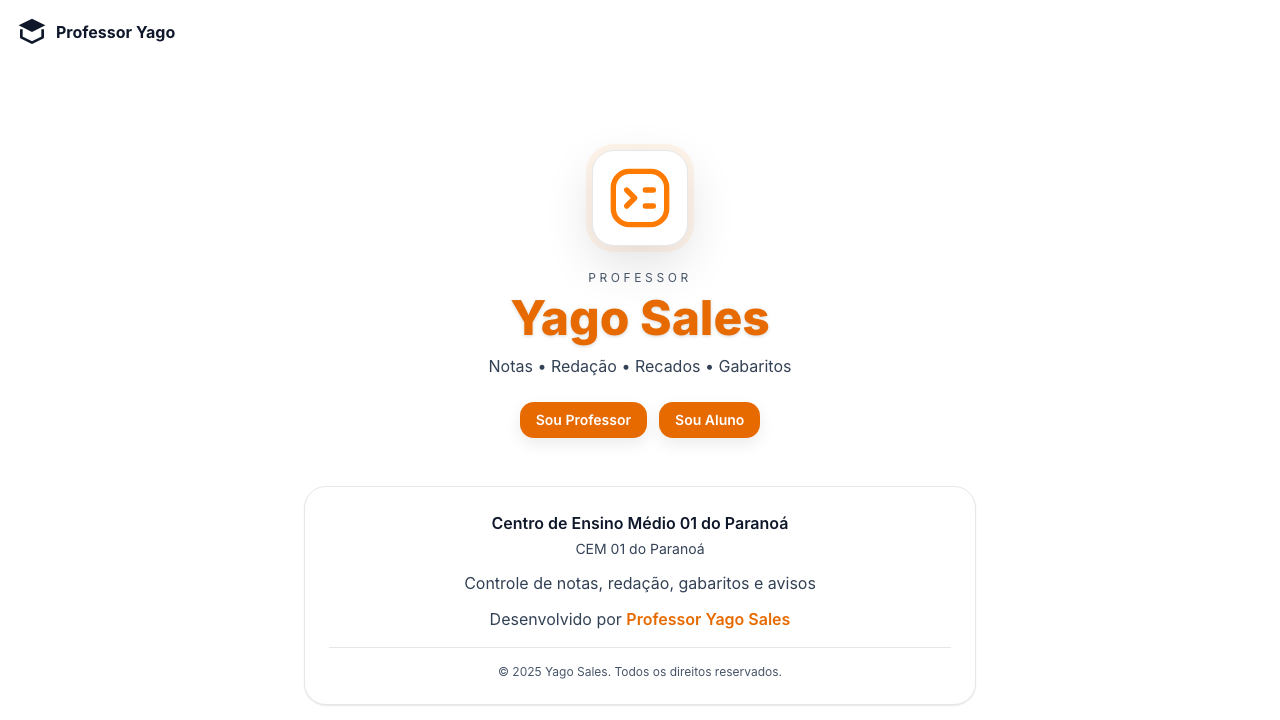 Professor Yago
PROFESSOR
Yago Sales
Notas • Redação • Recados • Gabaritos
Sou Professor
Sou Aluno
Centro de Ensino Médio 01 do Paranoá
CEM 01 do Paranoá
Controle de notas, redação, gabaritos e avisos
Desenvolvido por Professor Yago Sales
© 2025 Yago Sales. Todos os direitos reservados.